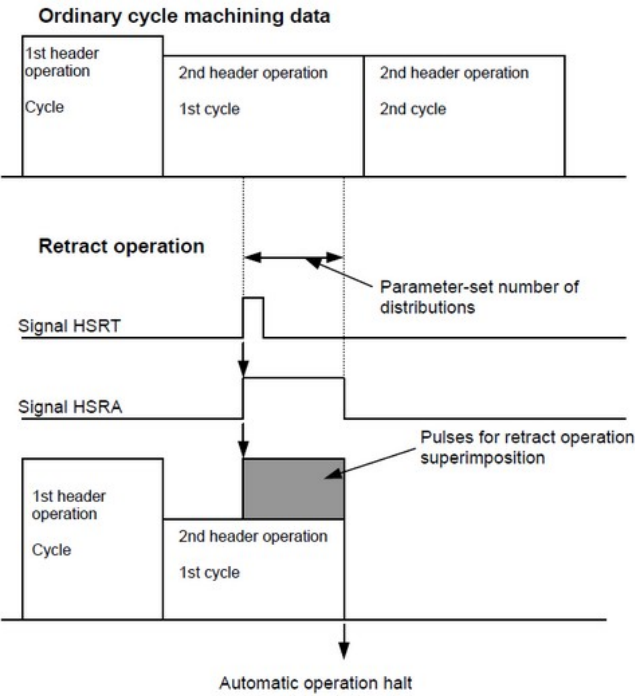 Ordinary cycle machining data
1st header
operation
Cycle
2nd header operation
1st cycle
2nd header operation
2nd cycle
Retract operation
Parameter-set number of
distributions
Signal HSRT
Signal HSRA
Pulses for retract operation
superimposition
1st header
operation
Cycle
2nd header operation
1st cycle
Automatic operation halt